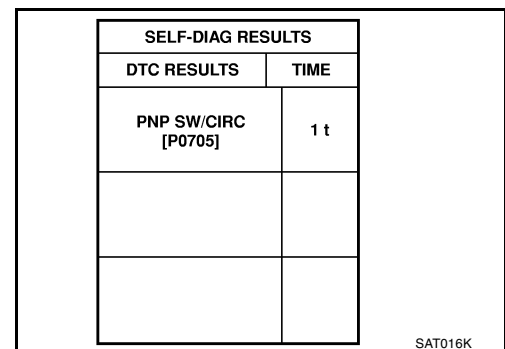 SELF-DIAG RESULTS
DTC RESULTS TIME
PNP SW/CIRC
[P0705] 1 t
SAT016K